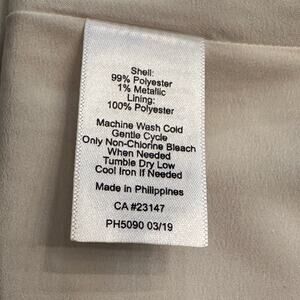 Shell:
99% Polyester
1% Metallic
Lining:
100% Polyester
Machine Wash Cold
Gentle Cycle
Only Non-Chlorine Bleach
When Needed
Tumble Dry Low
Cool Iron If Needed
Made in Philippines
CA #23147
PH5090 03/19